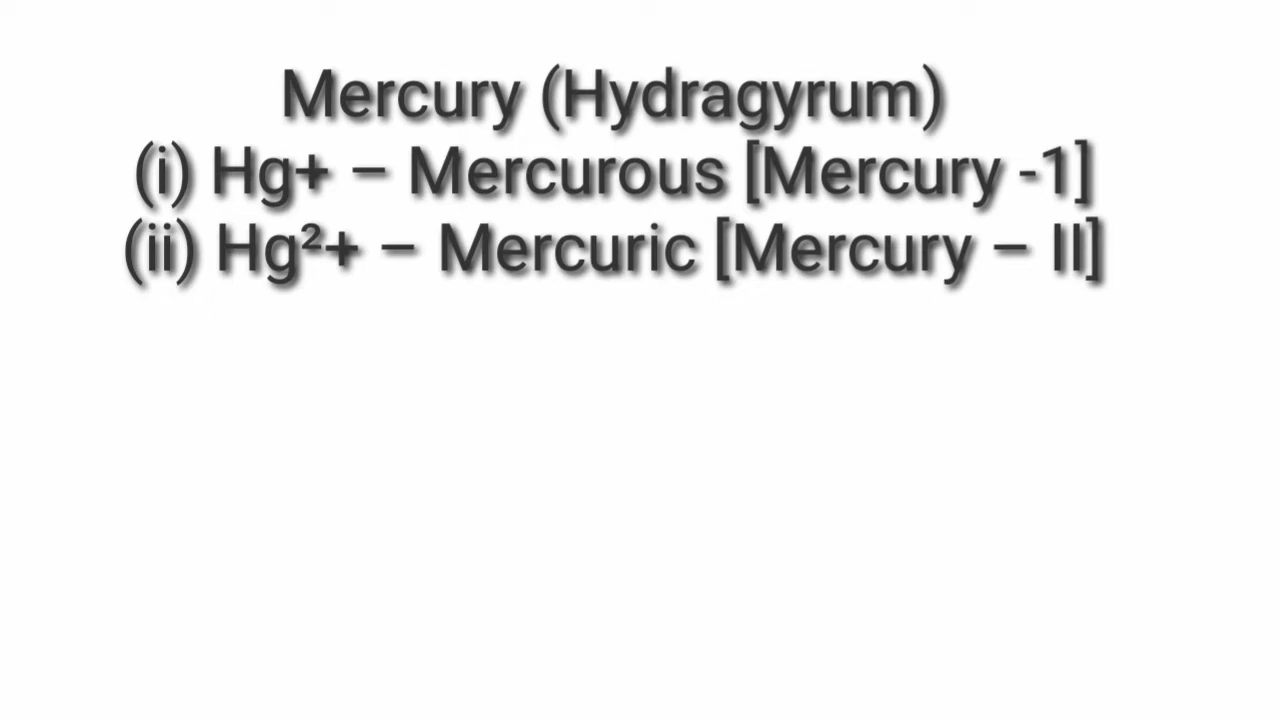 Mercury (Hydragyrum)
(i) Hg+ – Mercurous [Mercury -1]
(ii) Hg²+ – Mercuric [Mercury – II]